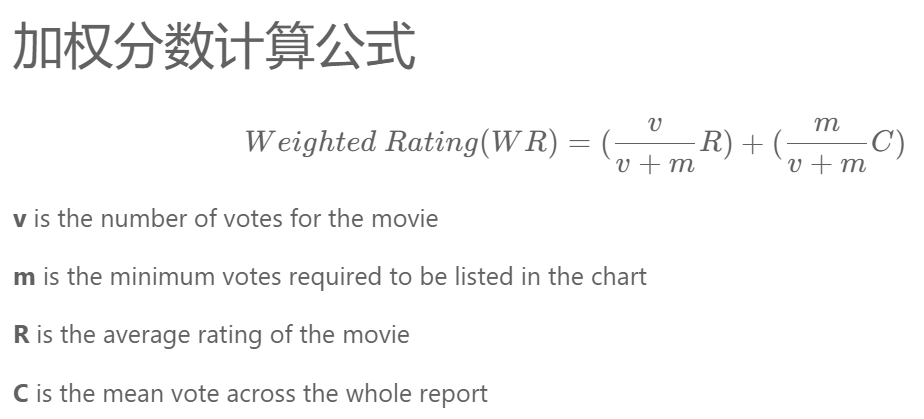 加权分数计算公式
Weighted Rating(WR) = (\frac{v}{v + m}R) + (\frac{m}{v + m}C)
v is the number of votes for the movie
m is the minimum votes required to be listed in the chart
R is the average rating of the movie
C is the mean vote across the whole report